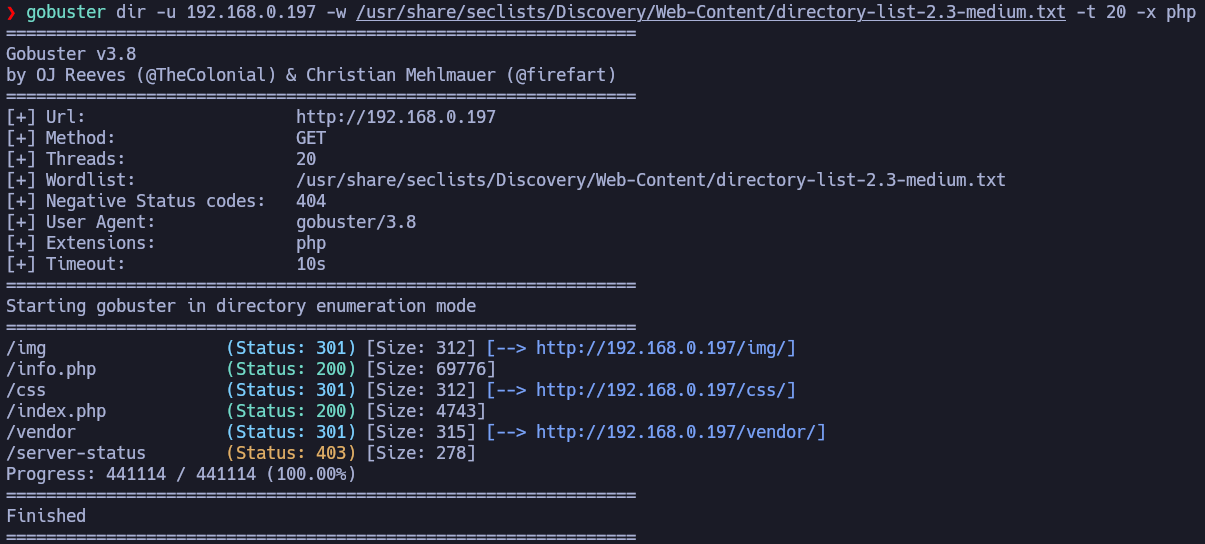 ❯ gobuster dir -u 192.168.0.197 -w /usr/share/seclists/Discovery/Web-Content/directory-list-2.3-medium.txt -t 20 -x php
===============================================================
Gobuster v3.8
by OJ Reeves (@TheColonial) & Christian Mehlmauer (@firefart)
===============================================================
[+] Url:                     http://192.168.0.197
[+] Method:                  GET
[+] Threads:                 20
[+] Wordlist:                /usr/share/seclists/Discovery/Web-Content/directory-list-2.3-medium.txt
[+] Negative Status codes:   404
[+] User Agent:              gobuster/3.8
[+] Extensions:              php
[+] Timeout:                 10s
===============================================================
Starting gobuster in directory enumeration mode
===============================================================
/img                  (Status: 301) [Size: 312] [--> http://192.168.0.197/img/]
/info.php             (Status: 200) [Size: 69776]
/css                  (Status: 301) [Size: 312] [--> http://192.168.0.197/css/]
/index.php            (Status: 200) [Size: 4743]
/vendor               (Status: 301) [Size: 315] [--> http://192.168.0.197/vendor/]
/server-status        (Status: 403) [Size: 278]
Progress: 441114 / 441114 (100.00%)
===============================================================
Finished
===============================================================